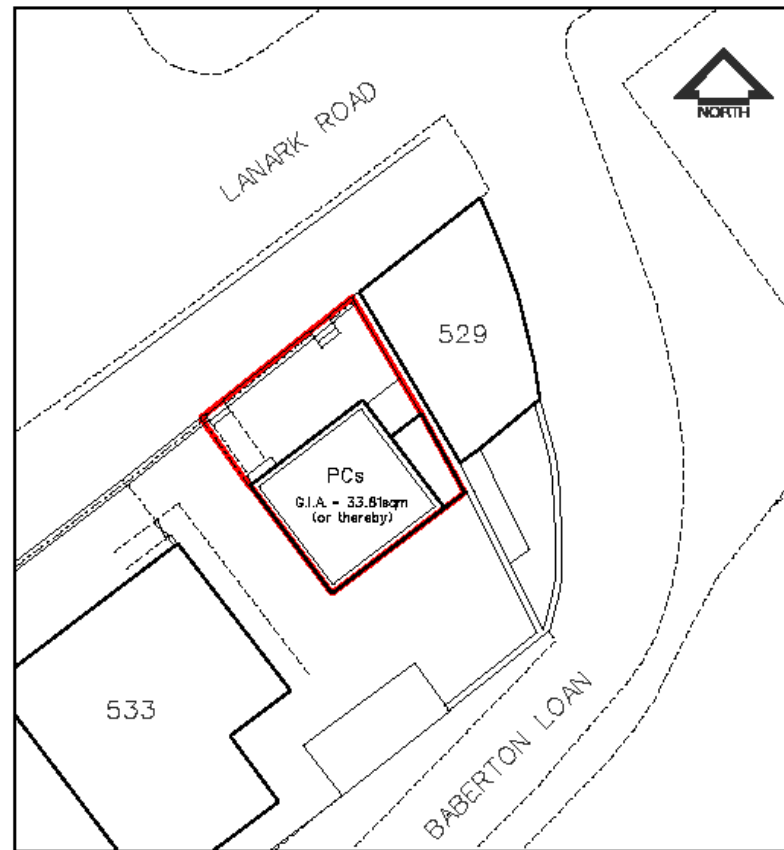 LANARK ROAD
NORTH
529
PCs
G.I.A. - 33.61sqm
(or thereby)
533
BABERTON LOAN